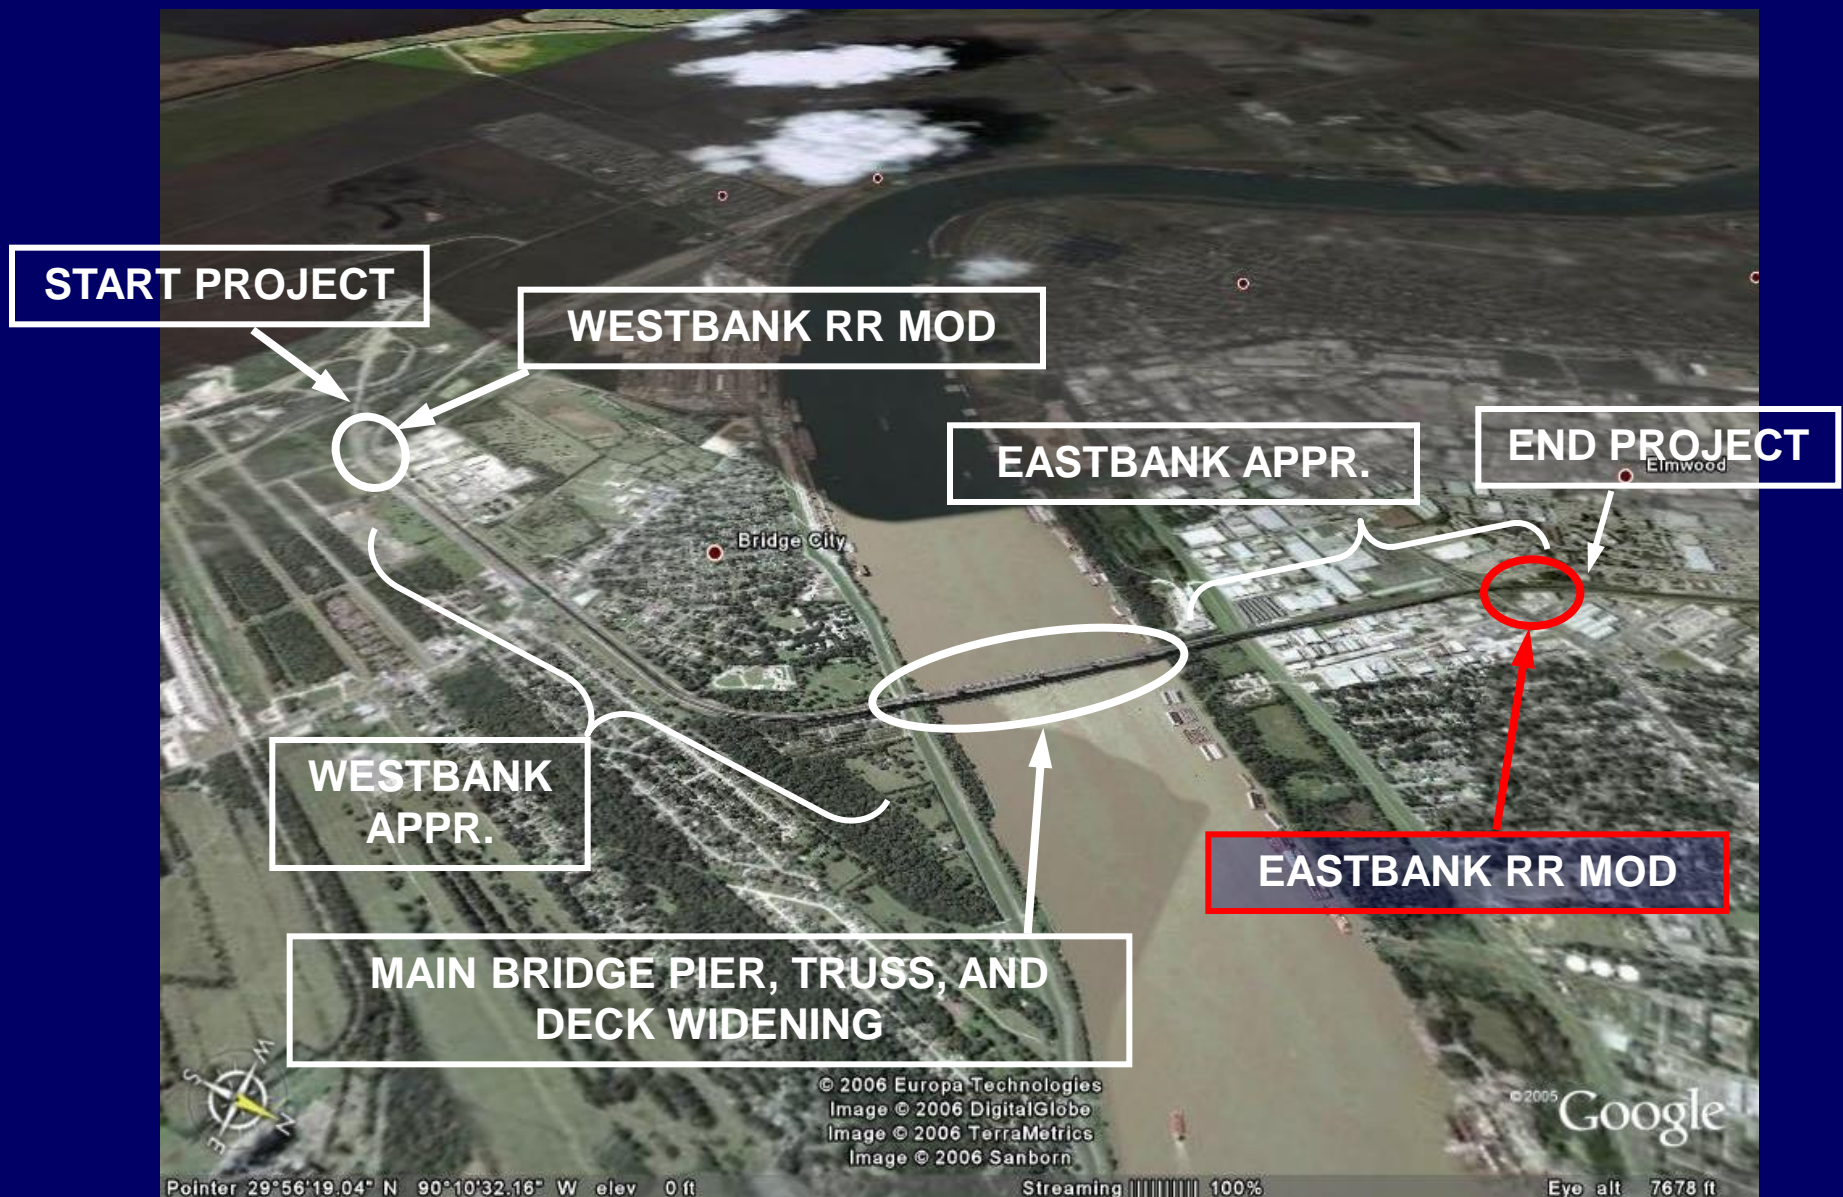 START PROJECT
WESTBANK RR MOD
EASTBANK APPR.
END PROJECT
Elmwood
Bridge City
WESTBANK
APPR.
EASTBANK RR MOD
MAIN BRIDGE PIER, TRUSS, AND
DECK WIDENING
W
S
N
E
© 2006 Europa Technologies
Image © 2006 DigitalGlobe
Image © 2006 TerraMetrics
Image © 2006 Sanborn
© 2005 Google
Pointer 29°56'19.04" N 90°10'32.16" W elev 0 ft Streaming |||||||||| 100% Eye alt 7678 ft